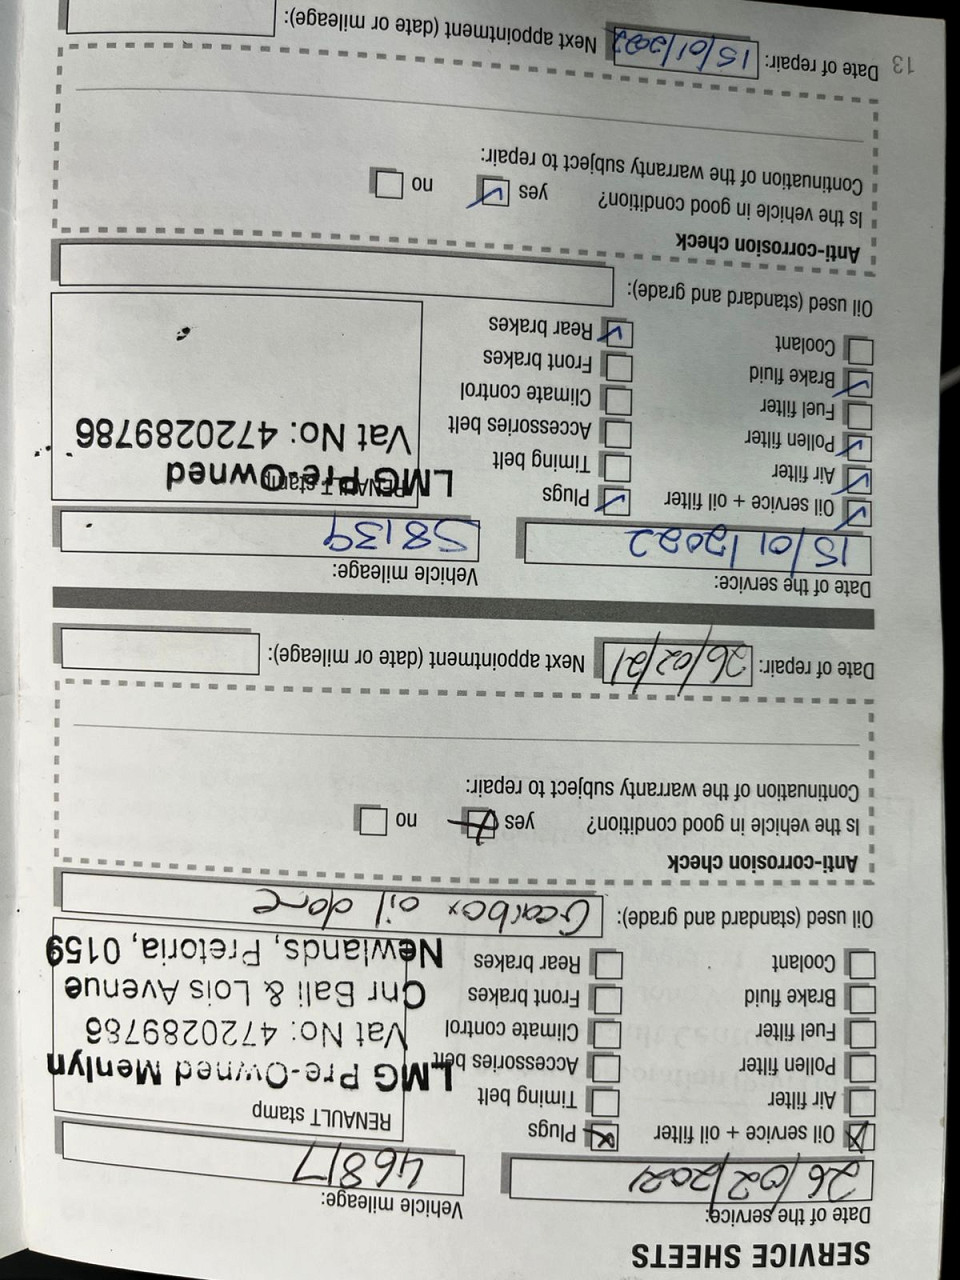 SERVICE SHEETS
Date of the service: Vehicle mileage:
26/02/2021 46817
Oil service + oil filter Plugs RENAULT stamp
Air filter Timing belt
Pollen filter Accessories belt LMG Pre-Owned Menlyn
Fuel filter Climate control Vat No: 4720289786
Brake fluid Front brakes Cnr Bali & Lois Avenue
Coolant Rear brakes Newlands, Pretoria, 0159
Oil used (standard and grade): Gearbox oil done
Anti-corrosion check
Is the vehicle in good condition? yes no
Continuation of the warranty subject to repair:
Date of repair: 26/02/21 Next appointment (date or mileage):
Date of the service: Vehicle mileage:
15/01/2022 58139
Oil service + oil filter Plugs RENAULT stamp
Air filter Timing belt LMG Pre-Owned
Pollen filter Accessories belt Vat No: 4720289786
Fuel filter Climate control
Brake fluid Front brakes
Coolant Rear brakes
Oil used (standard and grade):
Anti-corrosion check
Is the vehicle in good condition? yes no
Continuation of the warranty subject to repair:
Date of repair: 15/01/2022 Next appointment (date or mileage):
13